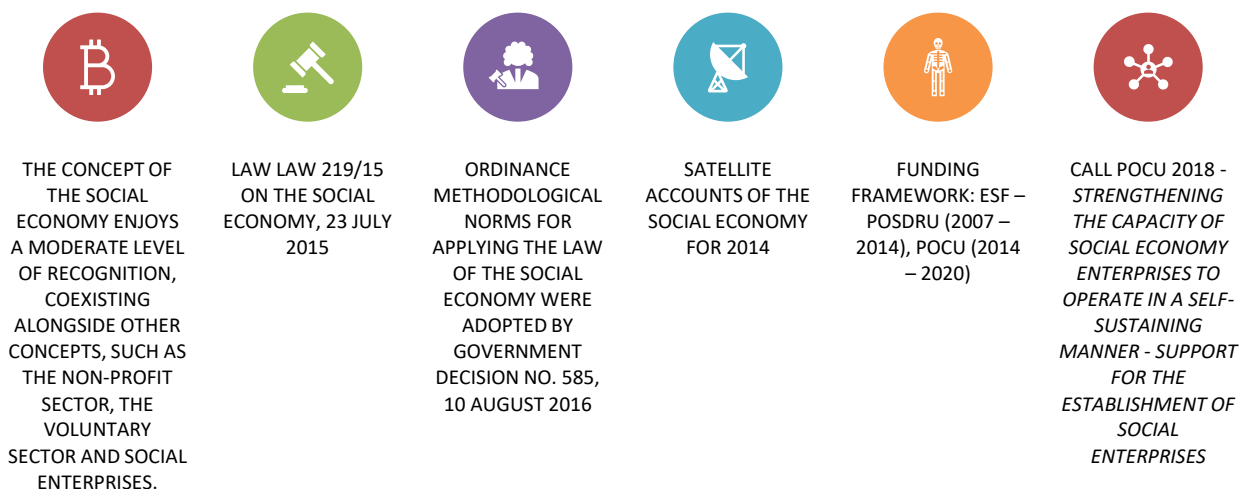 THE CONCEPT OF
THE SOCIAL
ECONOMY ENJOYS
A MODERATE LEVEL
OF RECOGNITION,
COEXISTING
ALONGSIDE OTHER
CONCEPTS, SUCH AS
THE NON-PROFIT
SECTOR, THE
VOLUNTARY
SECTOR AND SOCIAL
ENTERPRISES.
LAW LAW 219/15
ON THE SOCIAL
ECONOMY, 23 JULY
2015
ORDINANCE
METHODOLOGICAL
NORMS FOR
APPLYING THE LAW
OF THE SOCIAL
ECONOMY WERE
ADOPTED BY
GOVERNMENT
DECISION NO. 585,
10 AUGUST 2016
SATELLITE
ACCOUNTS OF THE
SOCIAL ECONOMY
FOR 2014
FUNDING
FRAMEWORK: ESF –
POSDRU (2007 –
2014), POCU (2014
– 2020)
CALL POCU 2018 -
STRENGTHENING
THE CAPACITY OF
SOCIAL ECONOMY
ENTERPRISES TO
OPERATE IN A SELF-
SUSTAINING
MANNER - SUPPORT
FOR THE
ESTABLISHMENT OF
SOCIAL
ENTERPRISES